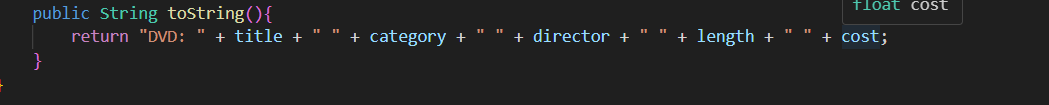 float cost
public String toString(){
return "DVD: " + title + " " + category + " " + director + " " + length + " " + cost;
}
}